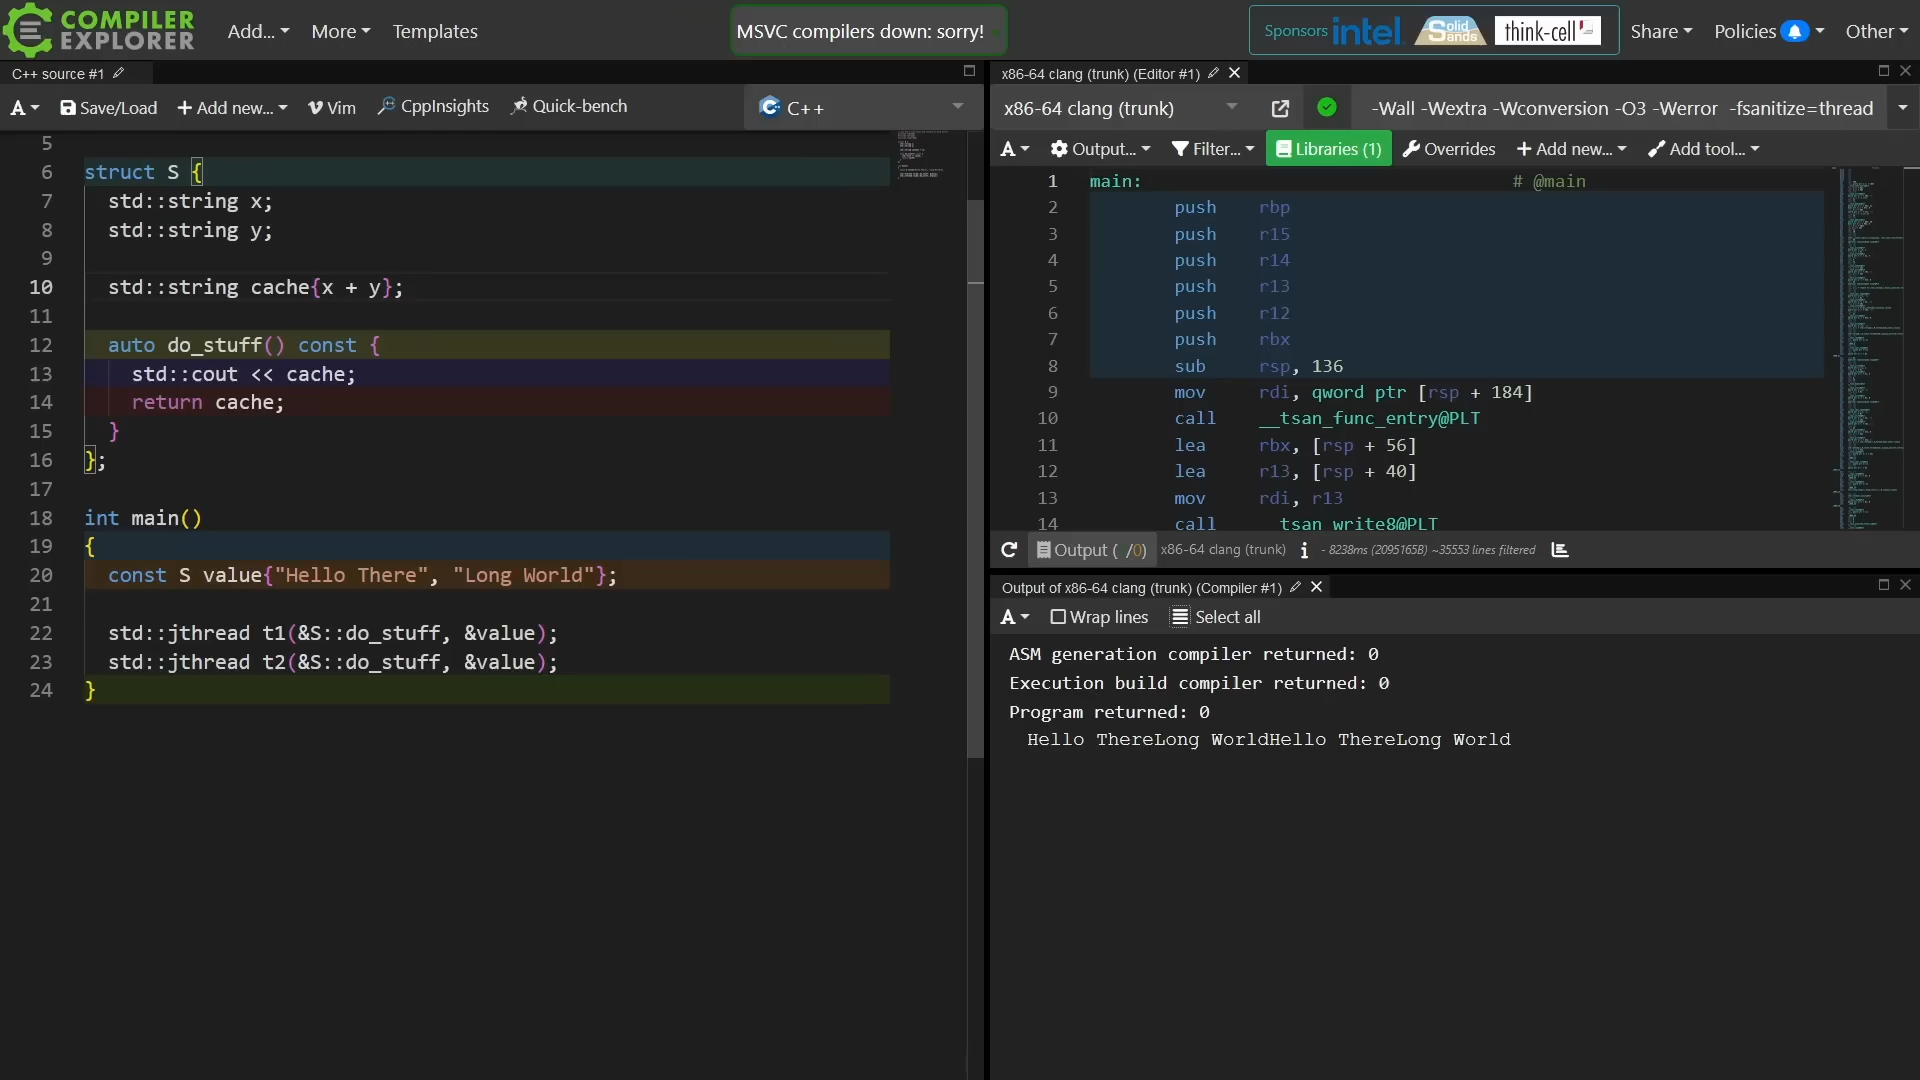 COMPILER EXPLORER
Add... More Templates
MSVC compilers down: sorry!
Sponsors intel Solid Sands think-cell
Share Policies Other
C++ source #1
A Save/Load + Add new... Vim CppInsights Quick-bench
C++
5
6 struct S {
7 std::string x;
8 std::string y;
9
10 std::string cache{x + y};
11
12 auto do_stuff() const {
13 std::cout << cache;
14 return cache;
15 }
16 };
17
18 int main()
19 {
20 const S value{"Hello There", "Long World"};
21
22 std::jthread t1(&S::do_stuff, &value);
23 std::jthread t2(&S::do_stuff, &value);
24 }
x86-64 clang (trunk) (Editor #1)
x86-64 clang (trunk) -Wall -Wextra -Wconversion -O3 -Werror -fsanitize=thread
A Output... Filter... Libraries (1) Overrides + Add new... Add tool...
1 main: # @main
2 push rbp
3 push r15
4 push r14
5 push r13
6 push r12
7 push rbx
8 sub rsp, 136
9 mov rdi, qword ptr [rsp + 184]
10 call __tsan_func_entry@PLT
11 lea rbx, [rsp + 56]
12 lea r13, [rsp + 40]
13 mov rdi, r13
14 call __tsan_write8@PLT
Output ( /0) x86-64 clang (trunk) i - 8238ms (2095165B) ~35553 lines filtered
Output of x86-64 clang (trunk) (Compiler #1)
A Wrap lines Select all
ASM generation compiler returned: 0
Execution build compiler returned: 0
Program returned: 0
Hello ThereLong WorldHello ThereLong World